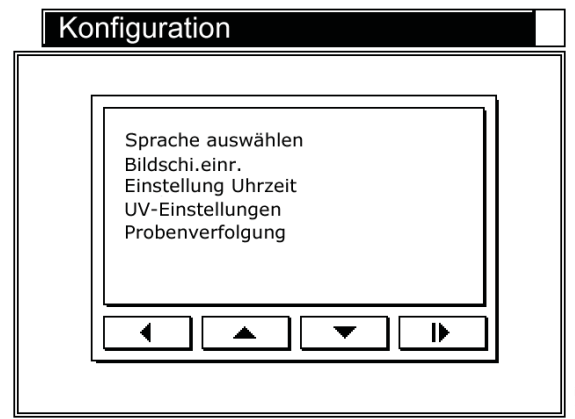 Konfiguration
Sprache auswählen
Bildschi.einr.
Einstellung Uhrzeit
UV-Einstellungen
Probenverfolgung